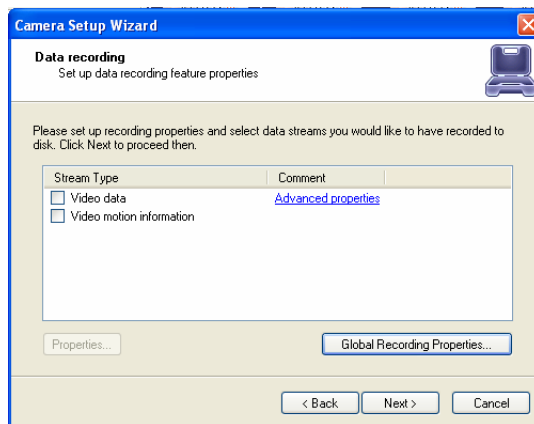 Camera Setup Wizard
Data recording
Set up data recording feature properties
Please set up recording properties and select data streams you would like to have recorded to
disk. Click Next to proceed then.
Stream Type Comment
Video data Advanced properties
Video motion information
Properties... Global Recording Properties...
< Back Next > Cancel